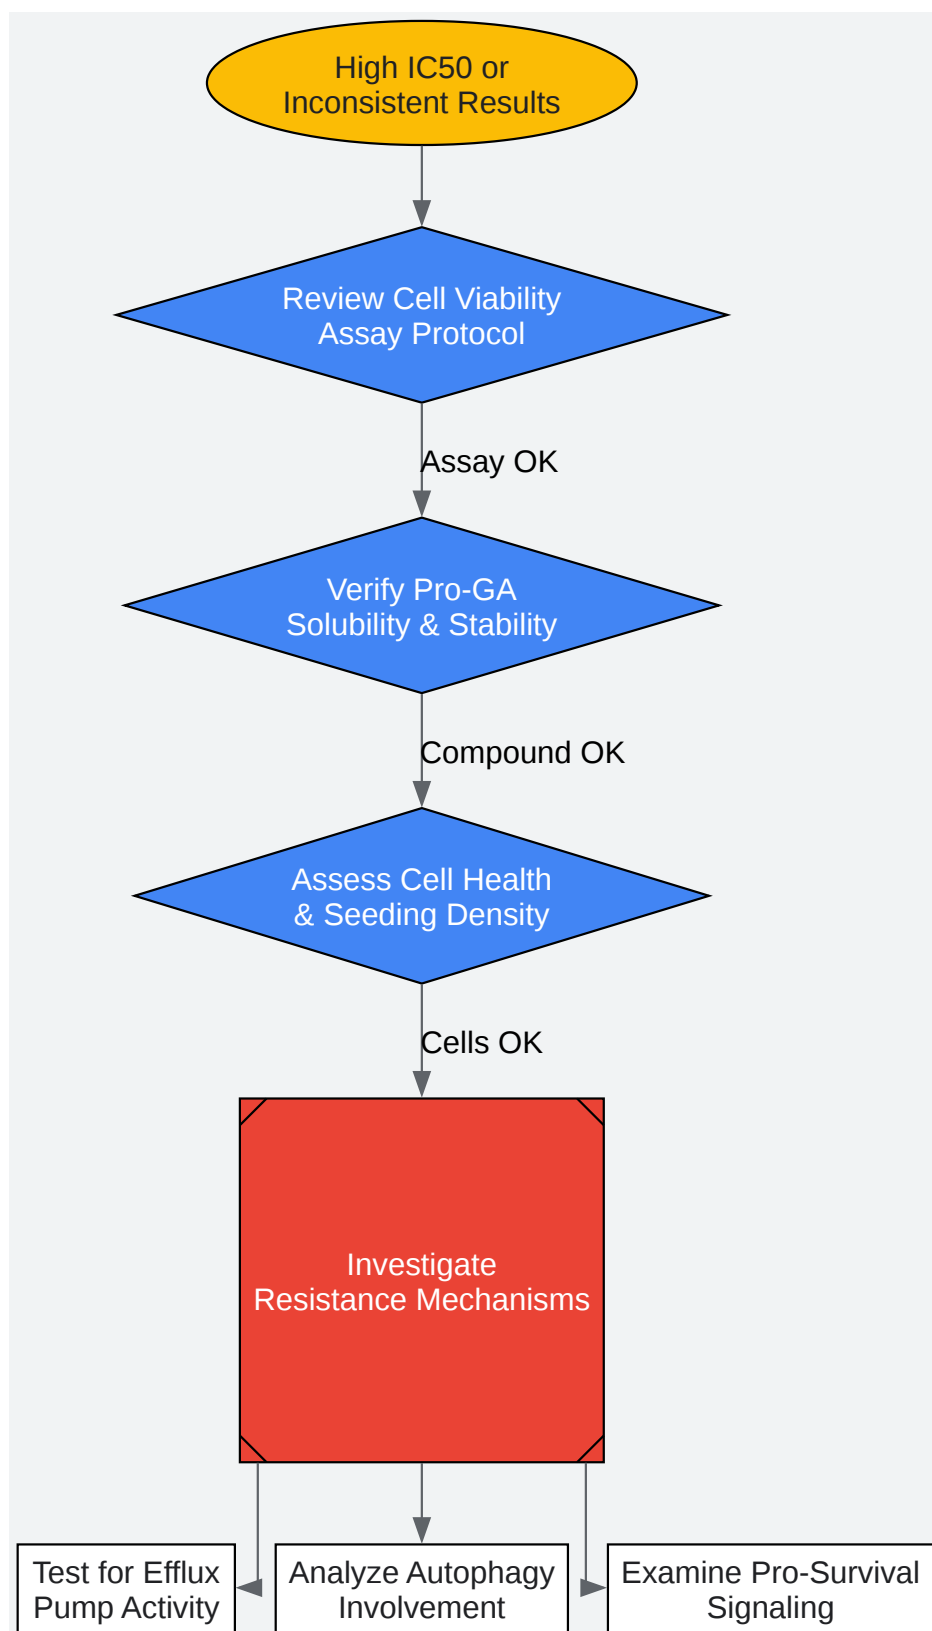 High IC50 or
Inconsistent Results
Review Cell Viability
Assay Protocol
Assay OK
Verify Pro-GA
Solubility & Stability
Compound OK
Assess Cell Health
& Seeding Density
Cells OK
Investigate
Resistance Mechanisms
Test for Efflux
Pump Activity
Analyze Autophagy
Involvement
Examine Pro-Survival
Signaling